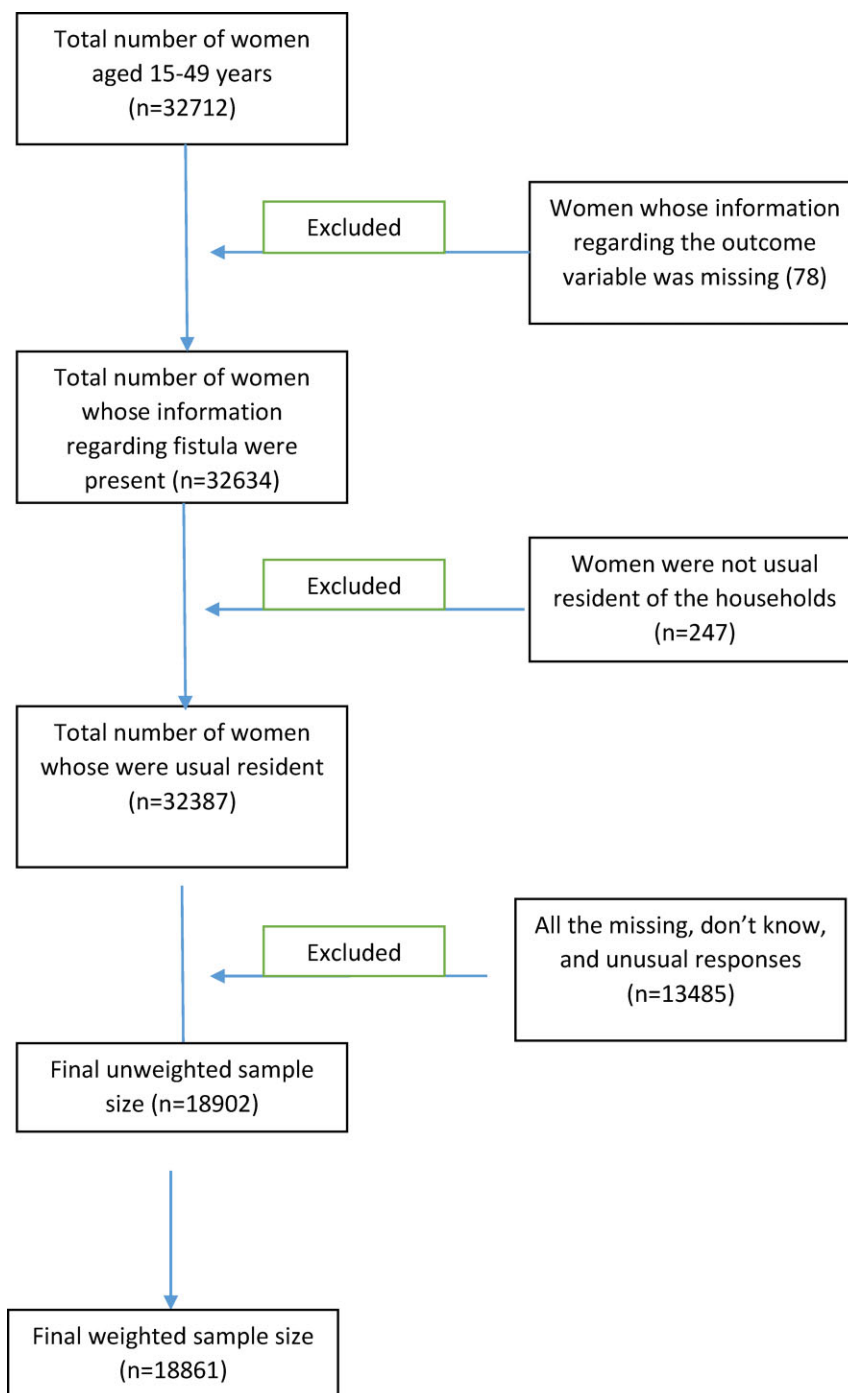 Total number of women
aged 15-49 years
(n=32712)
Excluded
Women whose information
regarding the outcome
variable was missing (78)
Total number of women
whose information
regarding fistula were
present (n=32634)
Excluded
Women were not usual
resident of the households
(n=247)
Total number of women
whose were usual resident
(n=32387)
Excluded
All the missing, don’t know,
and unusual responses
(n=13485)
Final unweighted sample
size (n=18902)
Final weighted sample size
(n=18861)